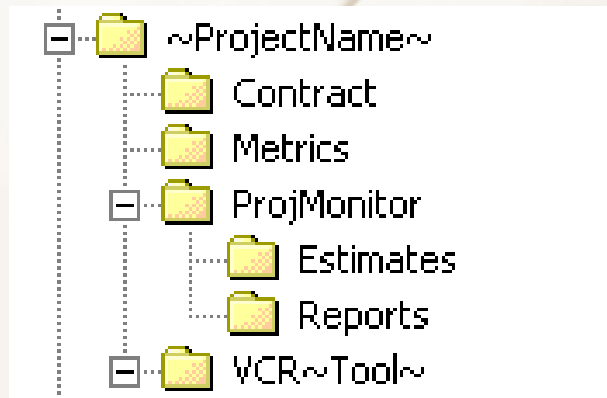 ~ProjectName~
Contract
Metrics
ProjMonitor
Estimates
Reports
VCR~Tool~